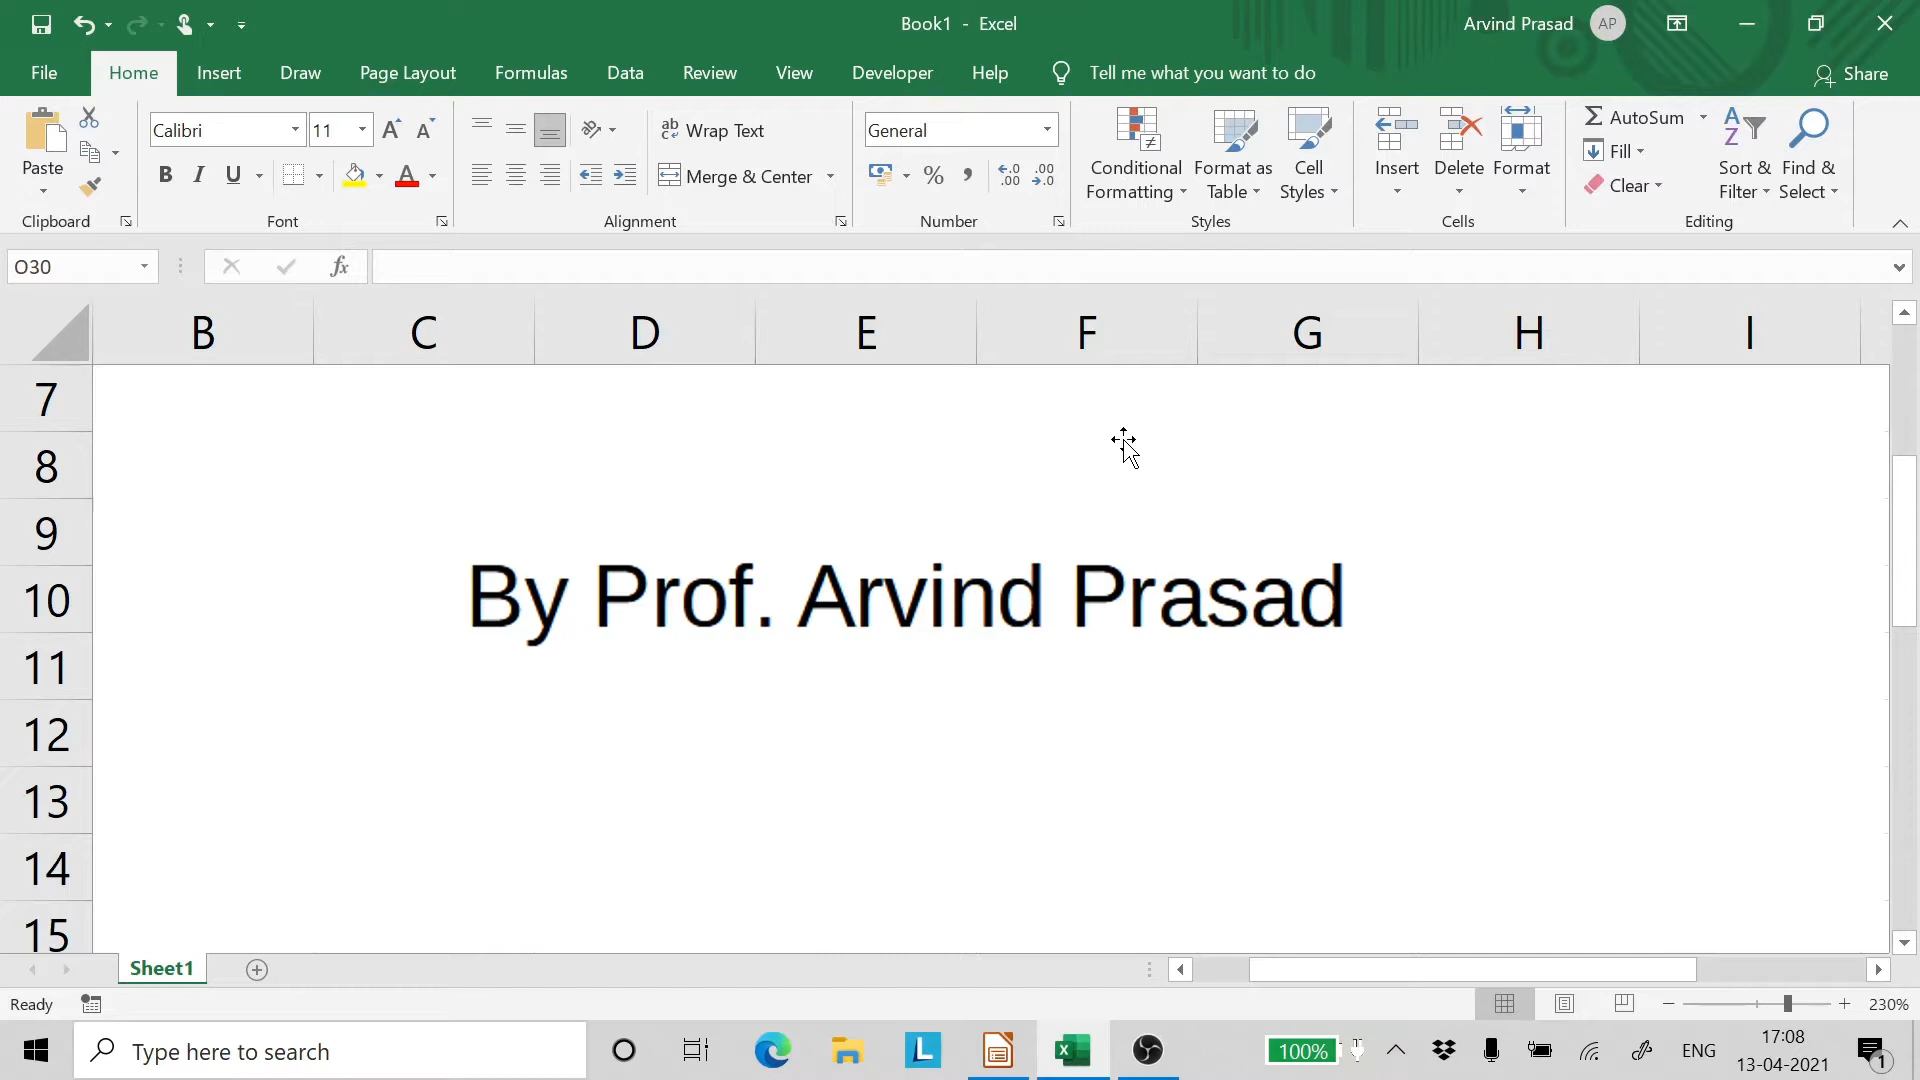 Book1 - Excel
Arvind Prasad AP
File Home Insert Draw Page Layout Formulas Data Review View Developer Help Tell me what you want to do Share
Paste
Clipboard
Calibri 11
B I U A
Font
Wrap Text
Merge & Center
Alignment
General
% , .00
Number
Conditional Formatting
Format as Table
Cell Styles
Styles
Insert Delete Format
Cells
AutoSum
Fill
Clear
Sort & Filter
Find & Select
Editing
O30 fx
B C D E F G H I
7
8
9
By Prof. Arvind Prasad
10
11
12
13
14
15
Sheet1
Ready 230%
Type here to search
L
100% ENG 17:08
13-04-2021
1